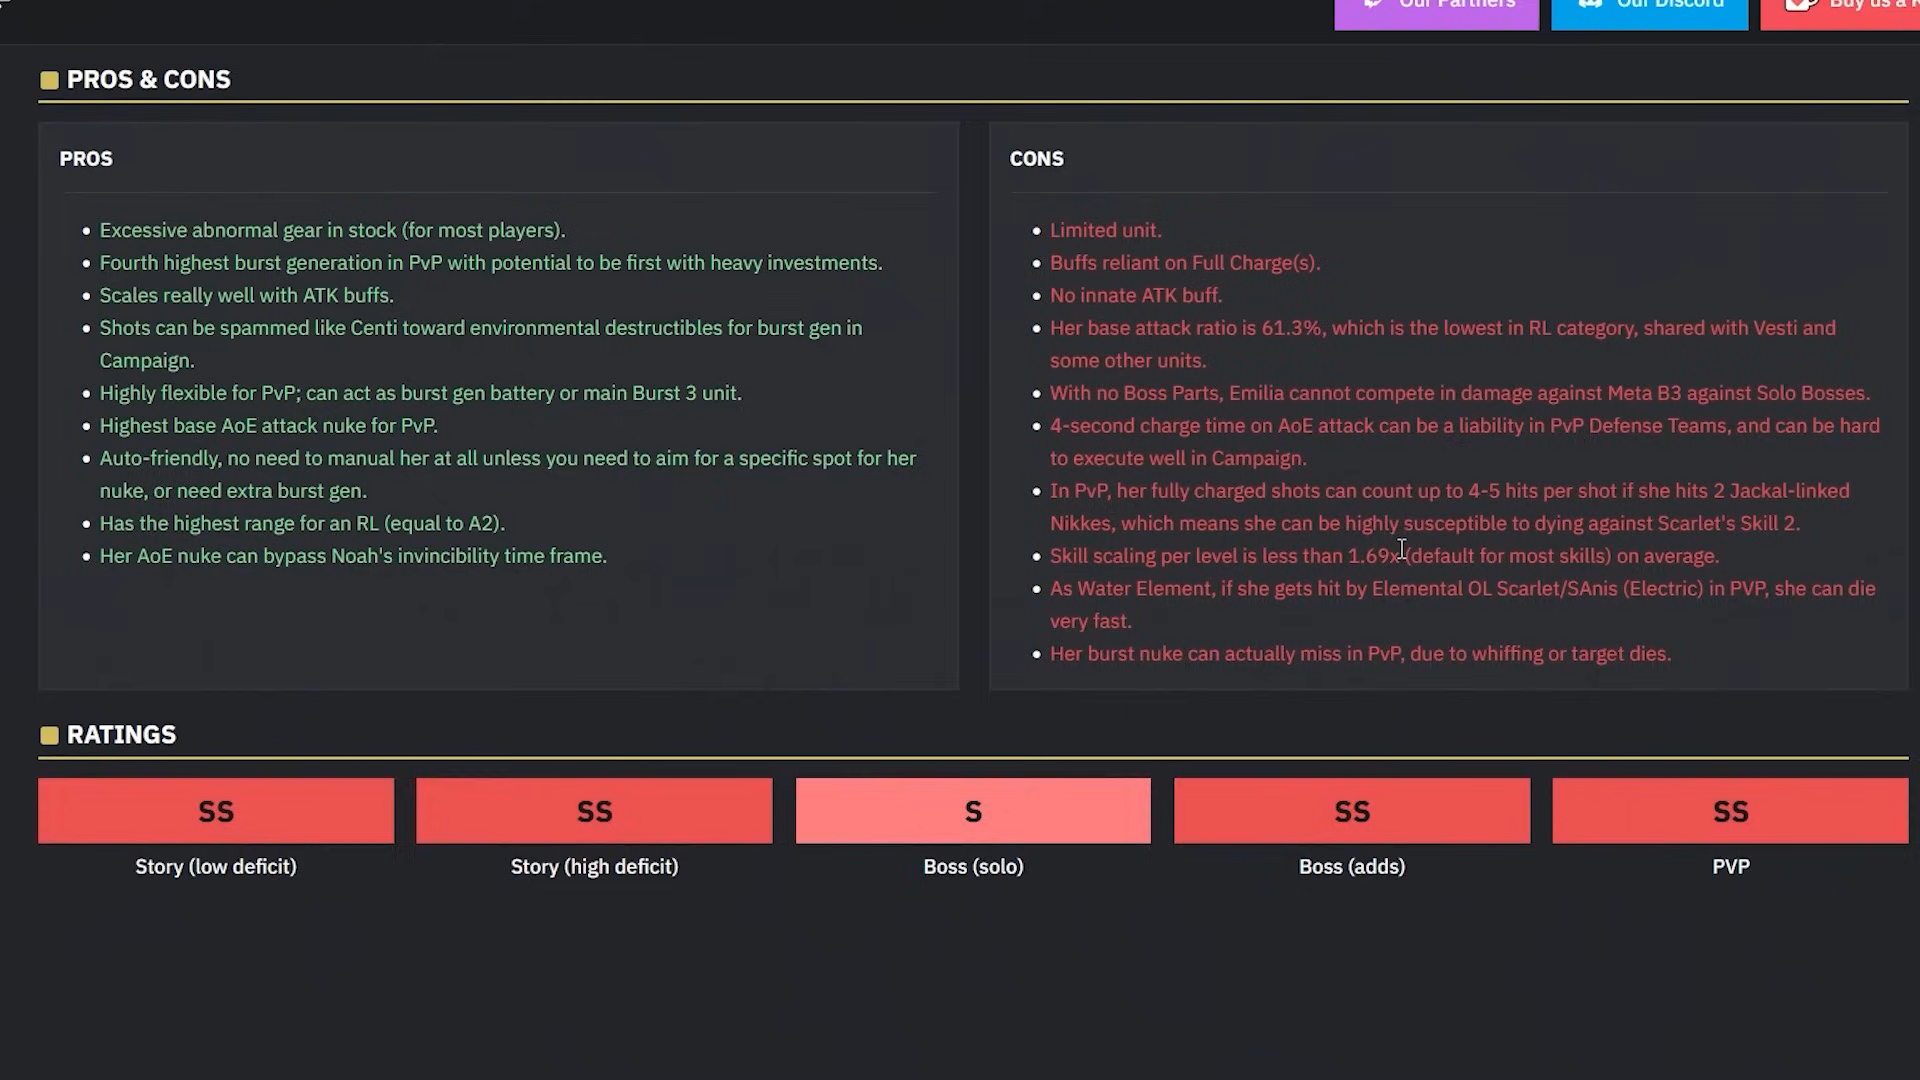 Our Partners
Our Discord
Buy us a
PROS & CONS
PROS
Excessive abnormal gear in stock (for most players).
Fourth highest burst generation in PvP with potential to be first with heavy investments.
Scales really well with ATK buffs.
Shots can be spammed like Centi toward environmental destructibles for burst gen in
Campaign.
Highly flexible for PvP; can act as burst gen battery or main Burst 3 unit.
Highest base AoE attack nuke for PvP.
Auto-friendly, no need to manual her at all unless you need to aim for a specific spot for her
nuke, or need extra burst gen.
Has the highest range for an RL (equal to A2).
Her AoE nuke can bypass Noah's invincibility time frame.
CONS
Limited unit.
Buffs reliant on Full Charge(s).
No innate ATK buff.
Her base attack ratio is 61.3%, which is the lowest in RL category, shared with Vesti and
some other units.
With no Boss Parts, Emilia cannot compete in damage against Meta B3 against Solo Bosses.
4-second charge time on AoE attack can be a liability in PvP Defense Teams, and can be hard
to execute well in Campaign.
In PvP, her fully charged shots can count up to 4-5 hits per shot if she hits 2 Jackal-linked
Nikkes, which means she can be highly susceptible to dying against Scarlet's Skill 2.
Skill scaling per level is less than 1.69x (default for most skills) on average.
As Water Element, if she gets hit by Elemental OL Scarlet/SAnis (Electric) in PVP, she can die
very fast.
Her burst nuke can actually miss in PvP, due to whiffing or target dies.
RATINGS
SS
SS
S
SS
SS
Story (low deficit)
Story (high deficit)
Boss (solo)
Boss (adds)
PVP